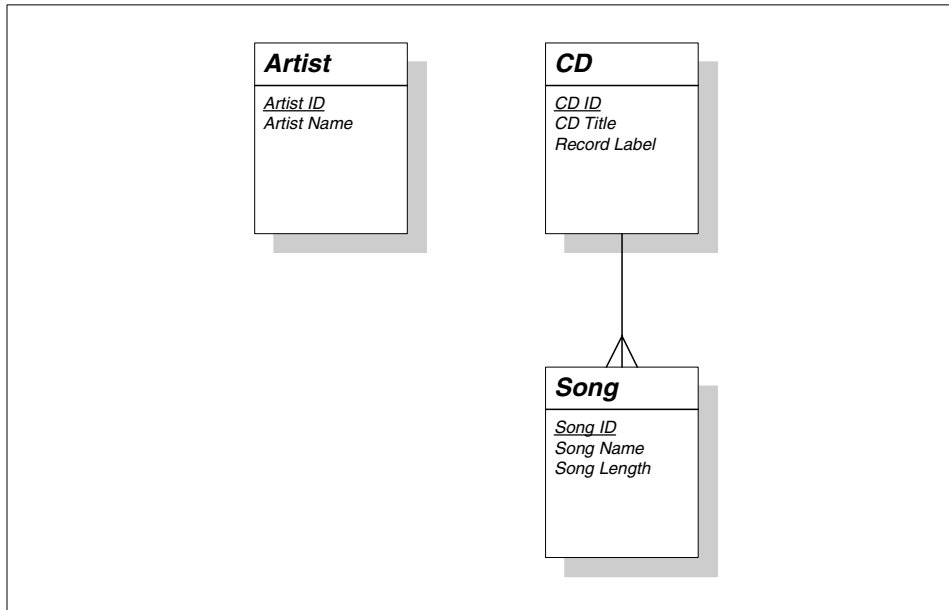 Artist
Artist ID
Artist Name
CD
CD ID
CD Title
Record Label
Song
Song ID
Song Name
Song Length